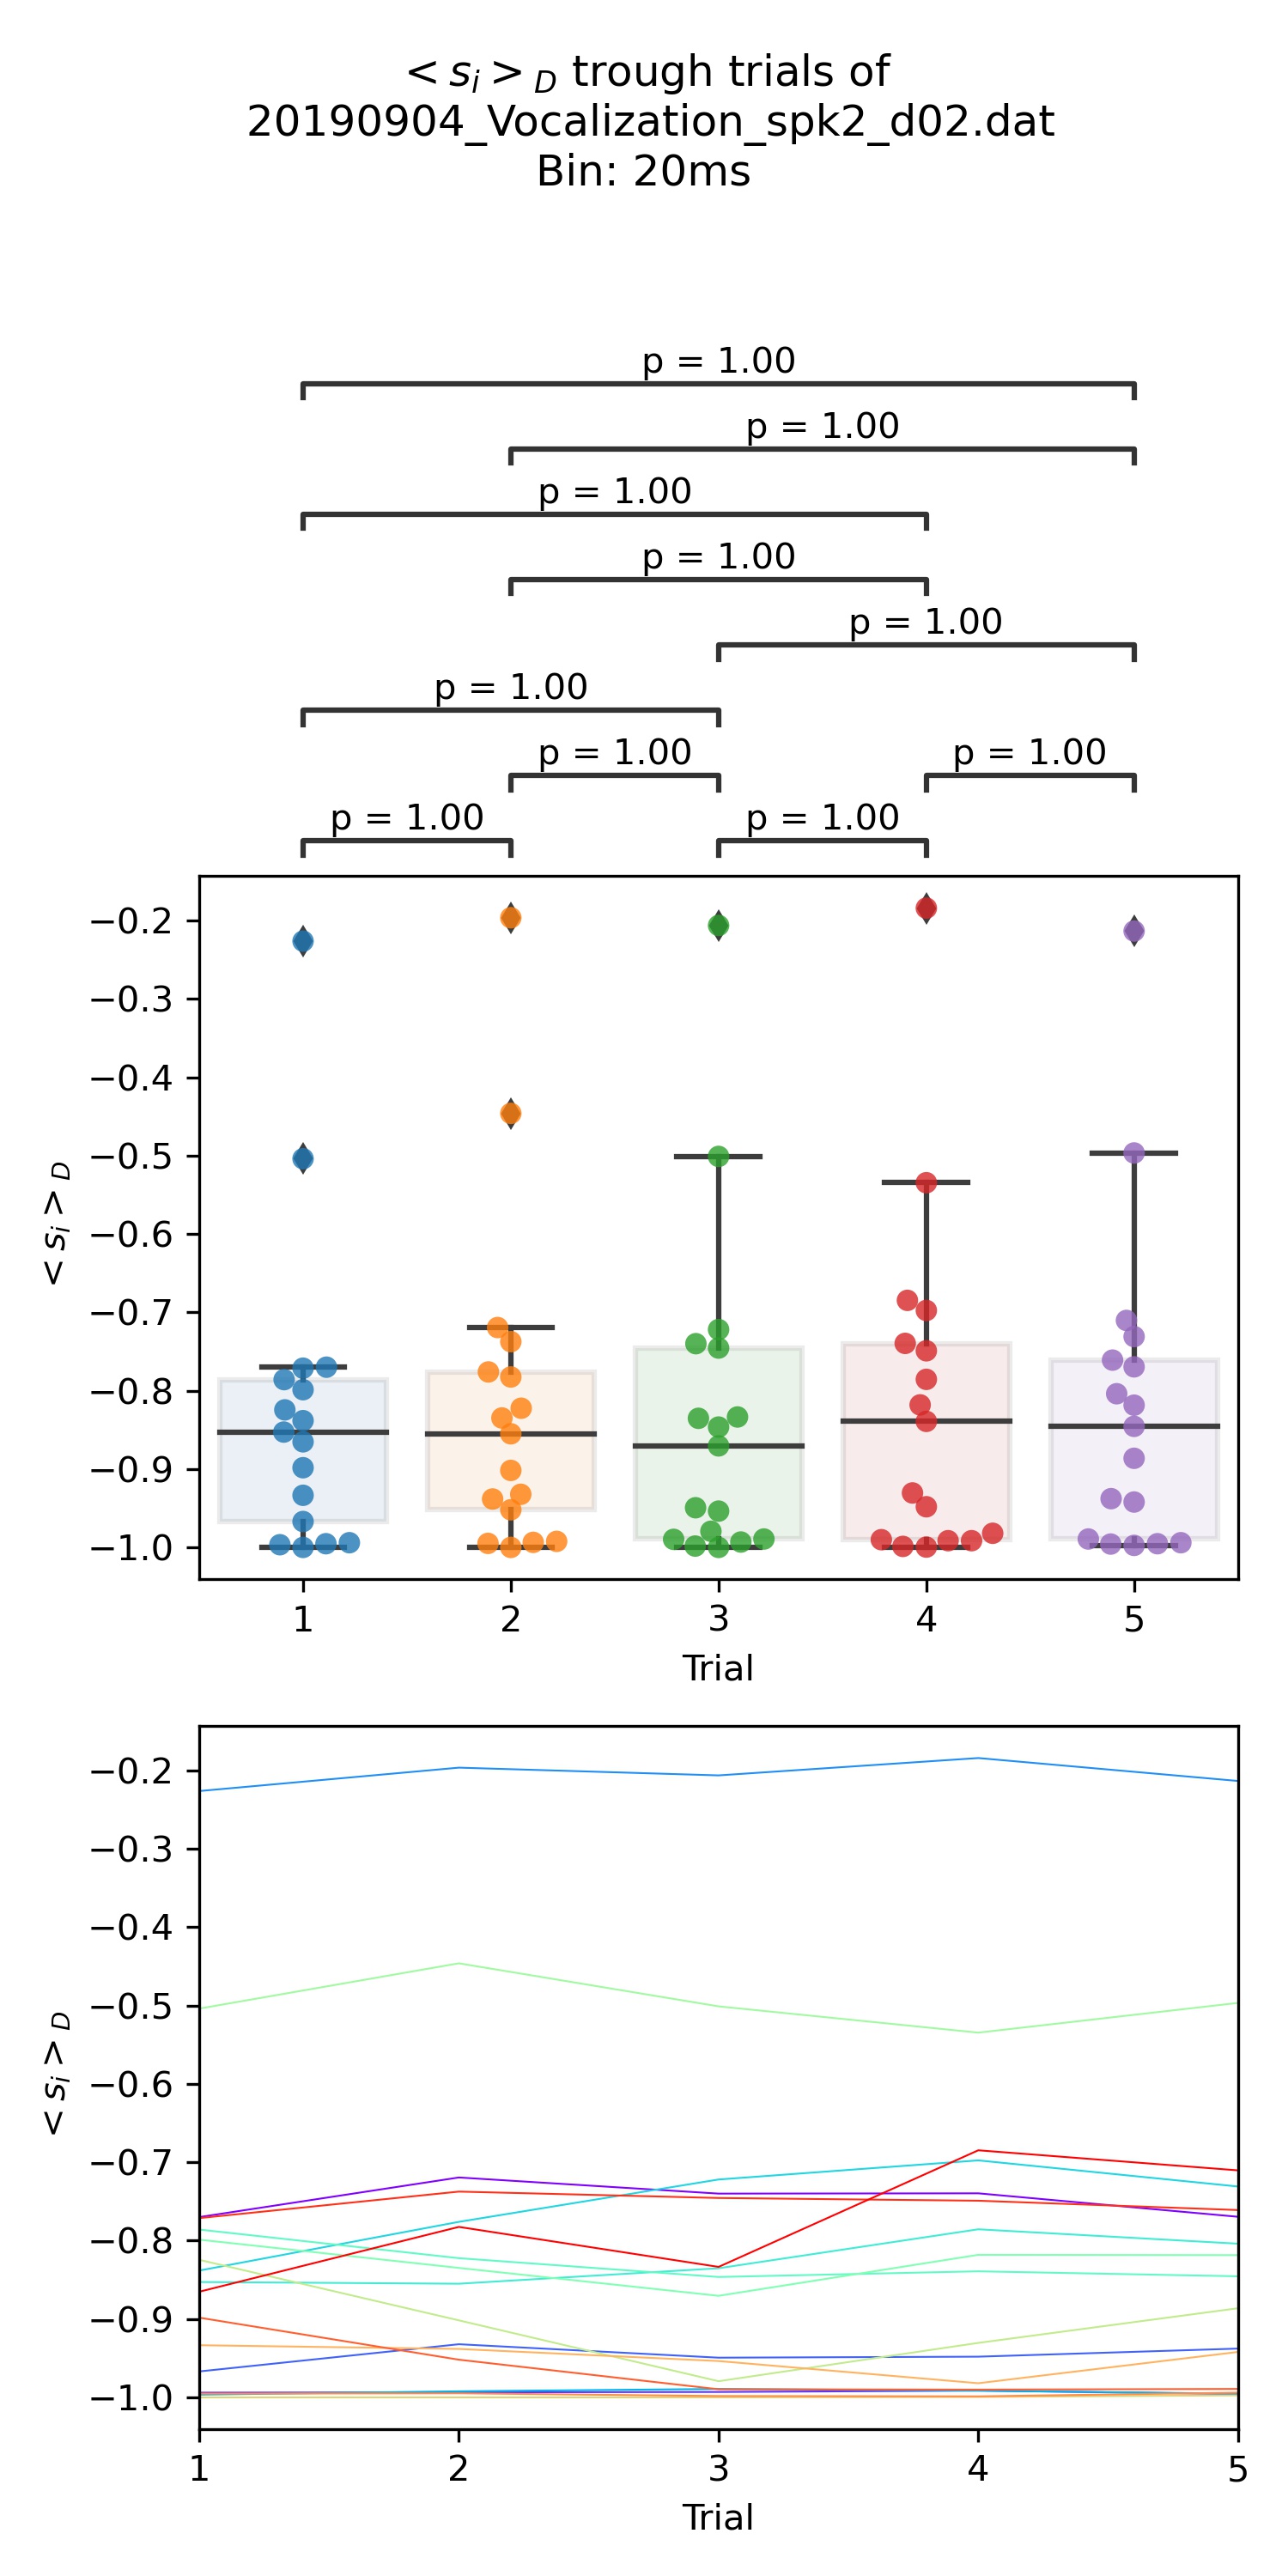 < s_i >_D trough trials of
20190904_Vocalization_spk2_d02.dat
Bin: 20ms
p = 1.00
p = 1.00
p = 1.00
p = 1.00
p = 1.00
p = 1.00
p = 1.00 p = 1.00
p = 1.00 p = 1.00
−0.2
−0.3
−0.4
−0.5
−0.6
−0.7
−0.8
−0.9
−1.0
< s_i >_D
1 2 3 4 5
Trial
−0.2
−0.3
−0.4
−0.5
−0.6
−0.7
−0.8
−0.9
−1.0
< s_i >_D
1 2 3 4 5
Trial